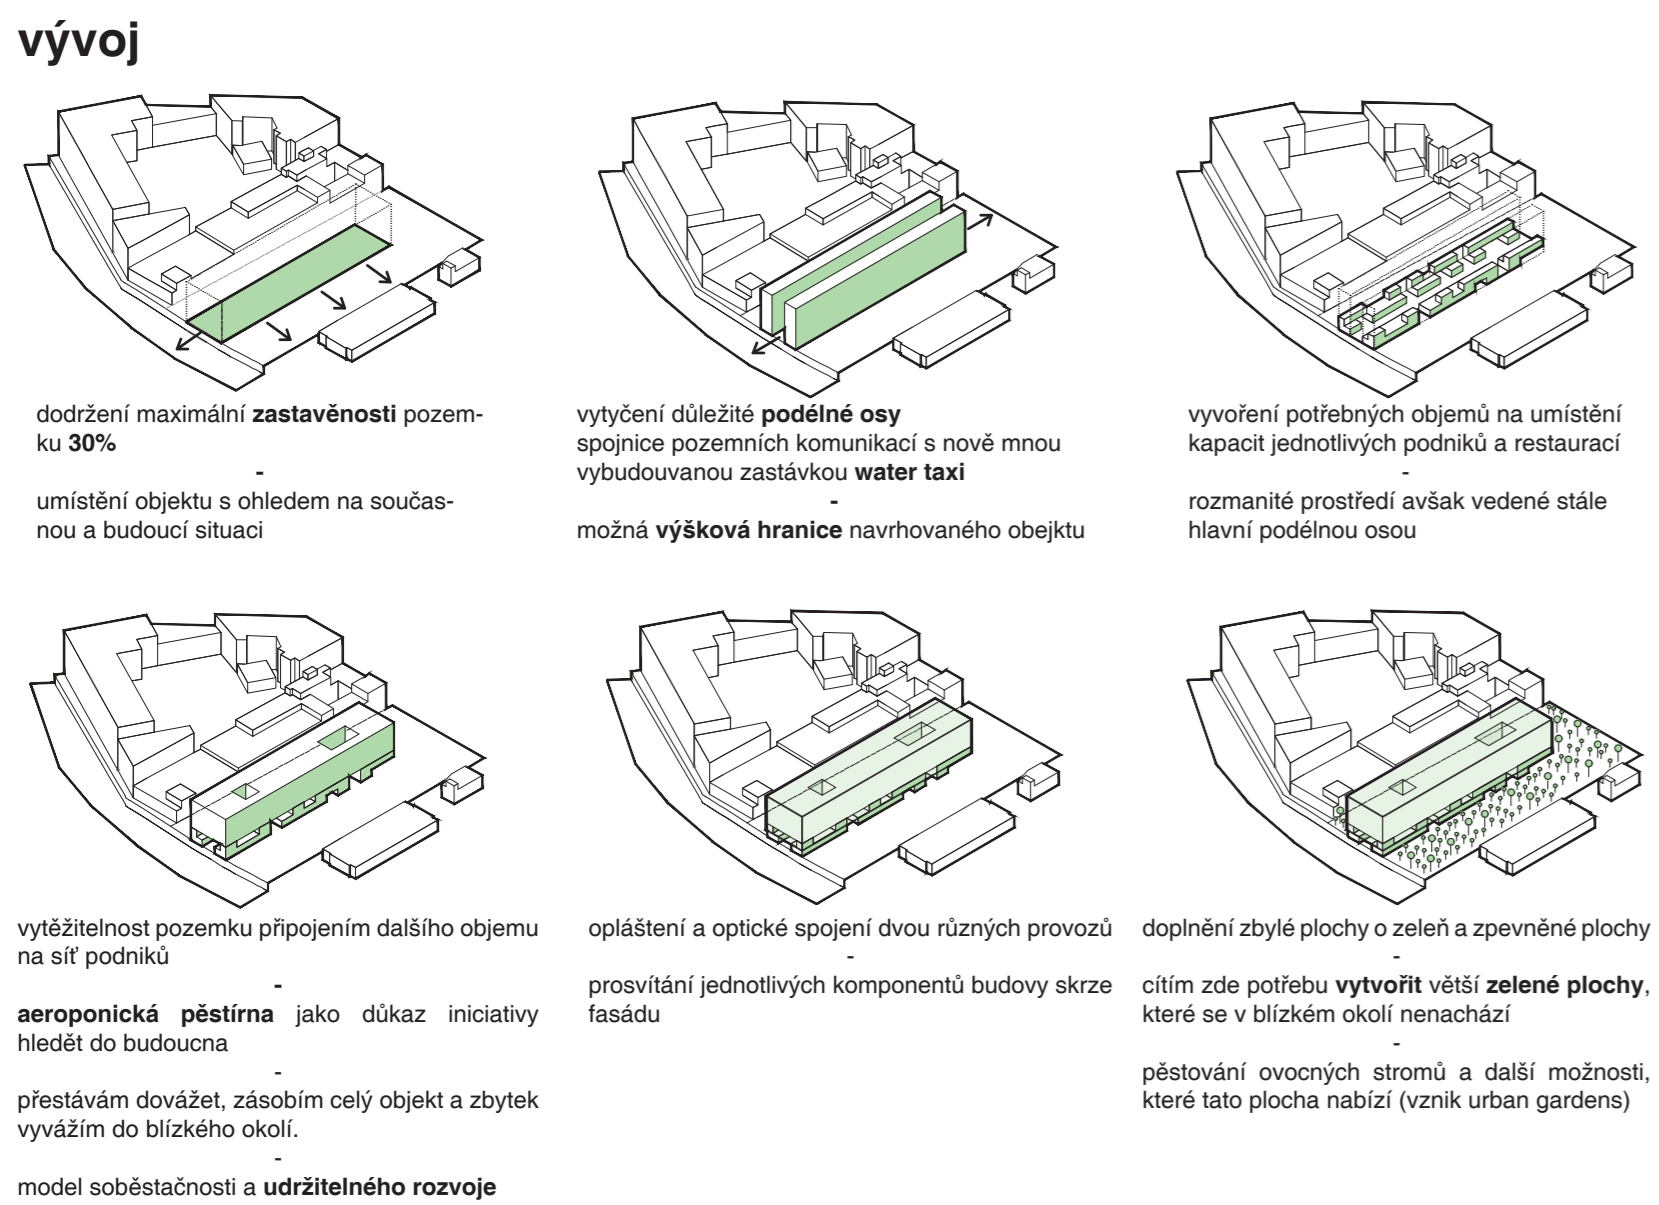 vývoj
dodržení maximální zastavěnosti pozem-
ku 30%
-
umístění objektu s ohledem na součas-
nou a budoucí situaci
vytyčení důležité podélné osy
spojnice pozemních komunikací s nově mnou
vybudouvanou zastávkou water taxi
-
možná výšková hranice navrhovaného obejktu
vyvoření potřebných objemů na umístění
kapacit jednotlivých podniků a restaurací
-
rozmanité prostředí avšak vedené stále
hlavní podélnou osou
vytěžitelnost pozemku připojením dalšího objemu
na síť podniků
-
aeroponická pěstírna jako důkaz iniciativy
hledět do budoucna
-
přestávám dovážet, zásobím celý objekt a zbytek
vyvážím do blízkého okolí.
-
model soběstačnosti a udržitelného rozvoje
opláštení a optické spojení dvou různých provozů
-
prosvítání jednotlivých komponentů budovy skrze
fasádu
doplnění zbylé plochy o zeleň a zpevněné plochy
-
cítím zde potřebu vytvořit větší zelené plochy,
které se v blízkém okolí nenachází
-
pěstování ovocných stromů a další možnosti,
které tato plocha nabízí (vznik urban gardens)